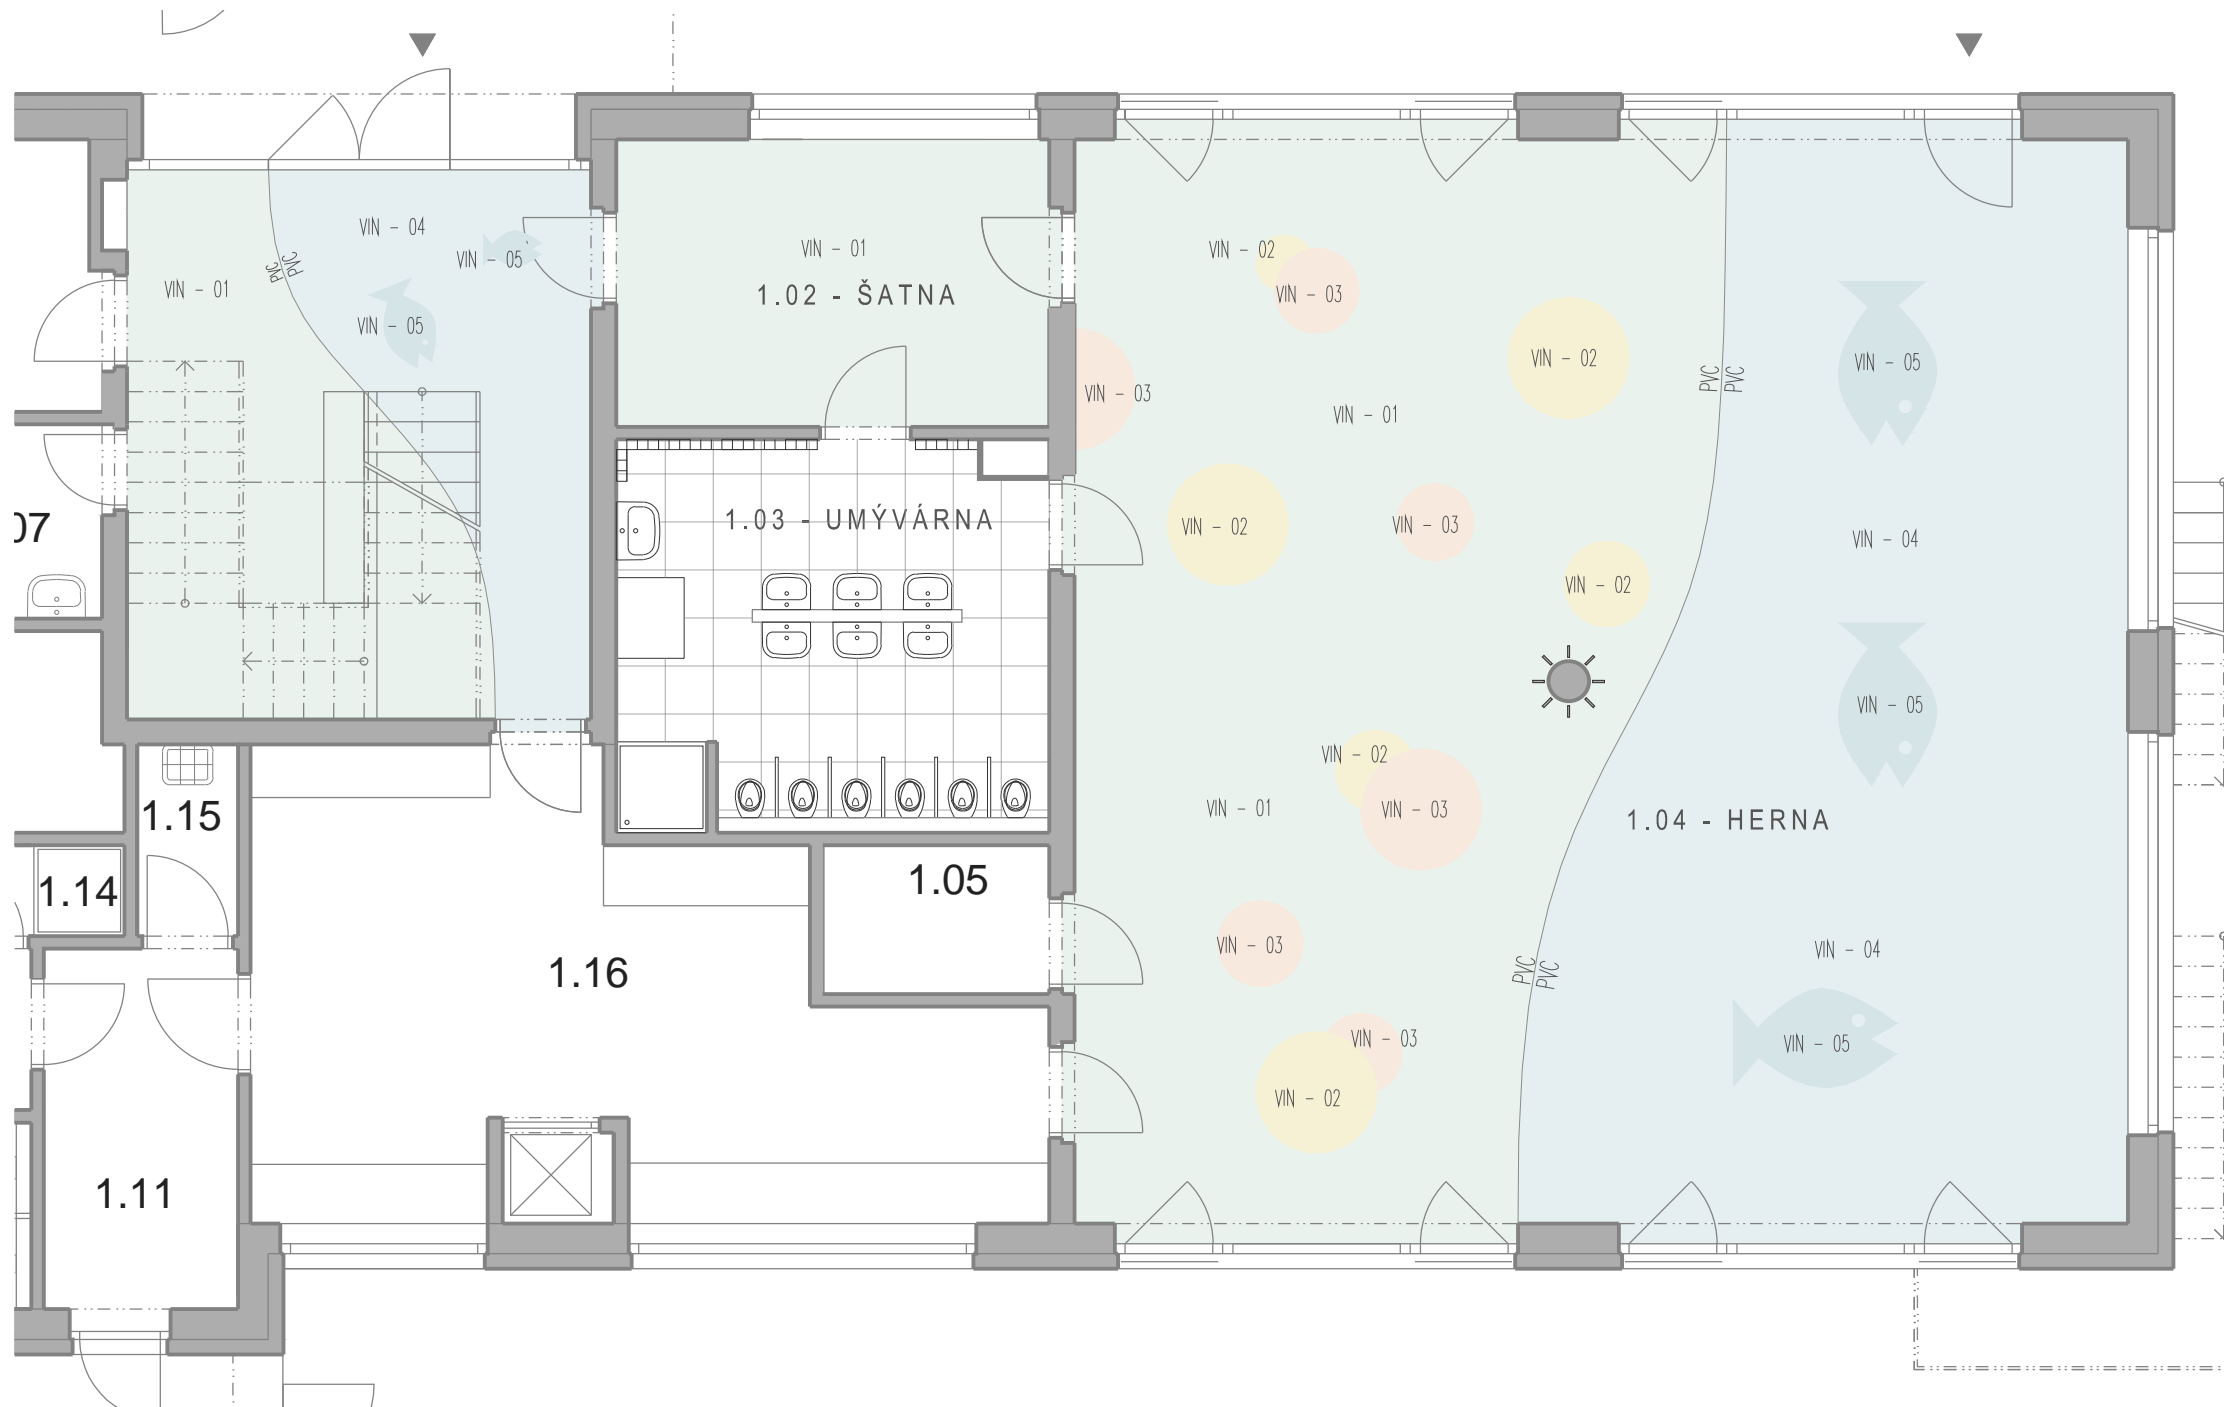 VIN - 04
VIN - 05
PVC
PVC
VIN - 01
VIN - 05
VIN - 01
1.02 - ŠATNA
VIN - 02
VIN - 03
VIN - 02
VIN - 05
PVC
PVC
VIN - 03
VIN - 01
07
1.03 - UMÝVÁRNA
VIN - 02
VIN - 03
VIN - 04
VIN - 02
VIN - 05
VIN - 02
VIN - 01
VIN - 03
1.04 - HERNA
1.15
1.14
1.05
1.16
VIN - 03
VIN - 04
PVC
PVC
VIN - 03
VIN - 05
VIN - 02
1.11